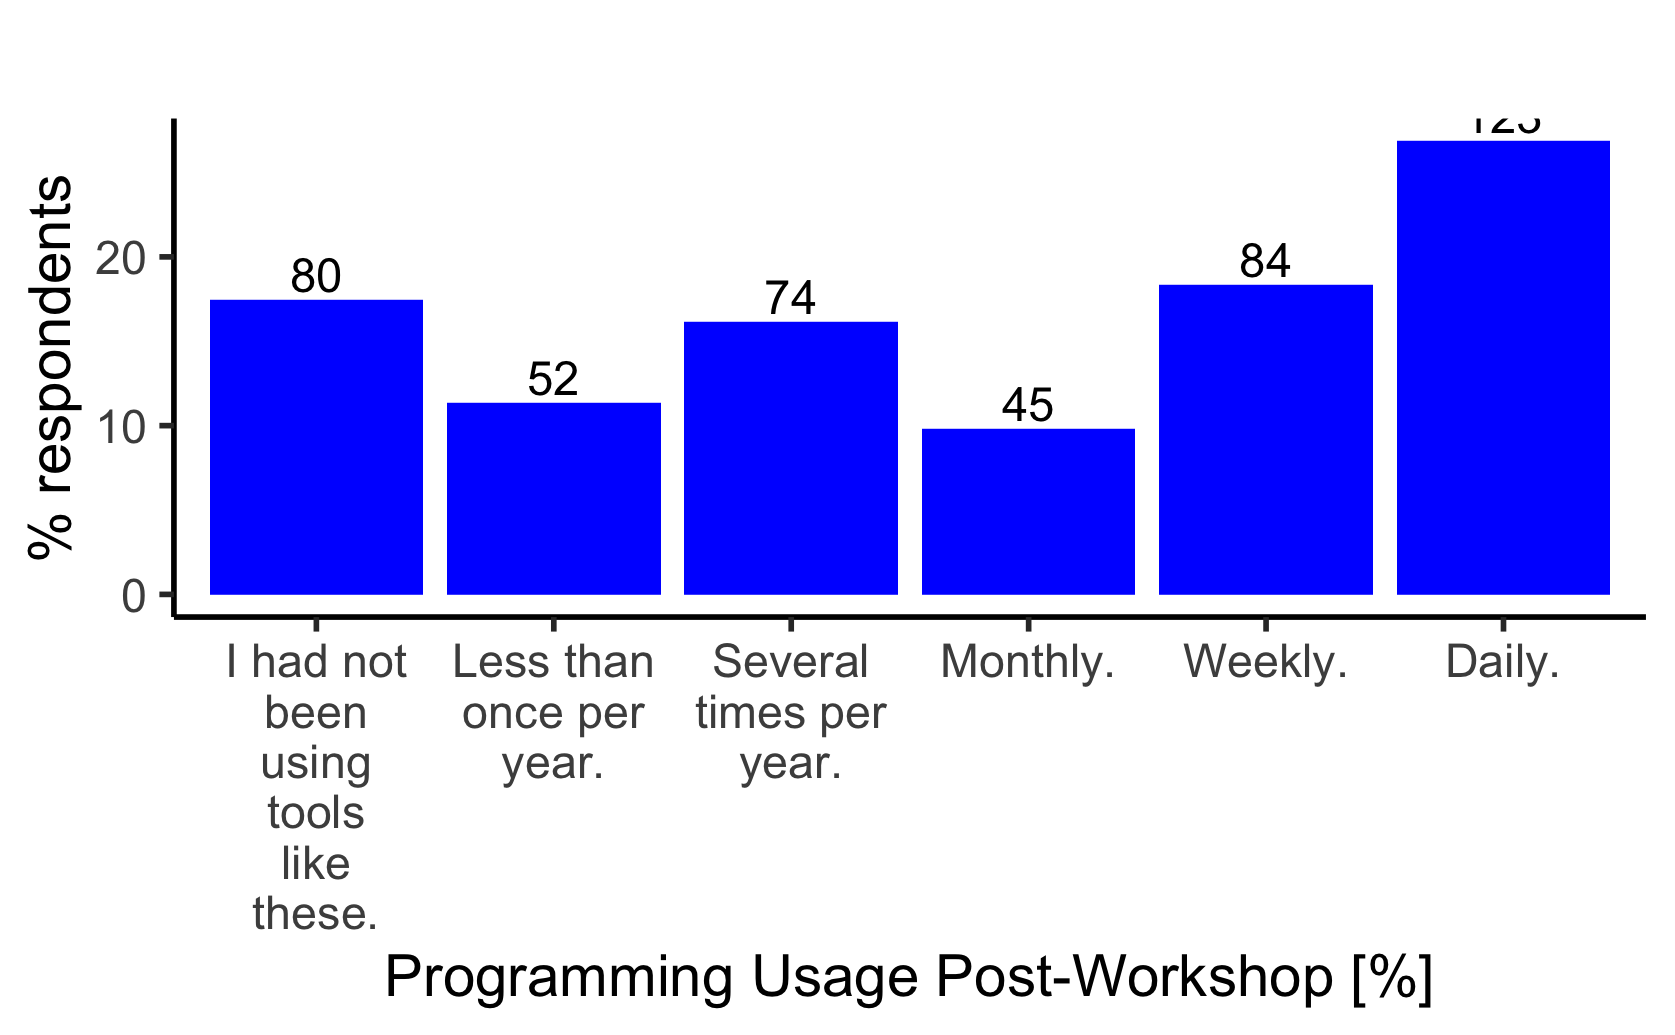 % respondents
20
10
0
80
52
74
45
84
123
I had not
been
using
tools
like
these.
Less than
once per
year.
Several
times per
year.
Monthly.
Weekly.
Daily.
Programming Usage Post-Workshop [%]